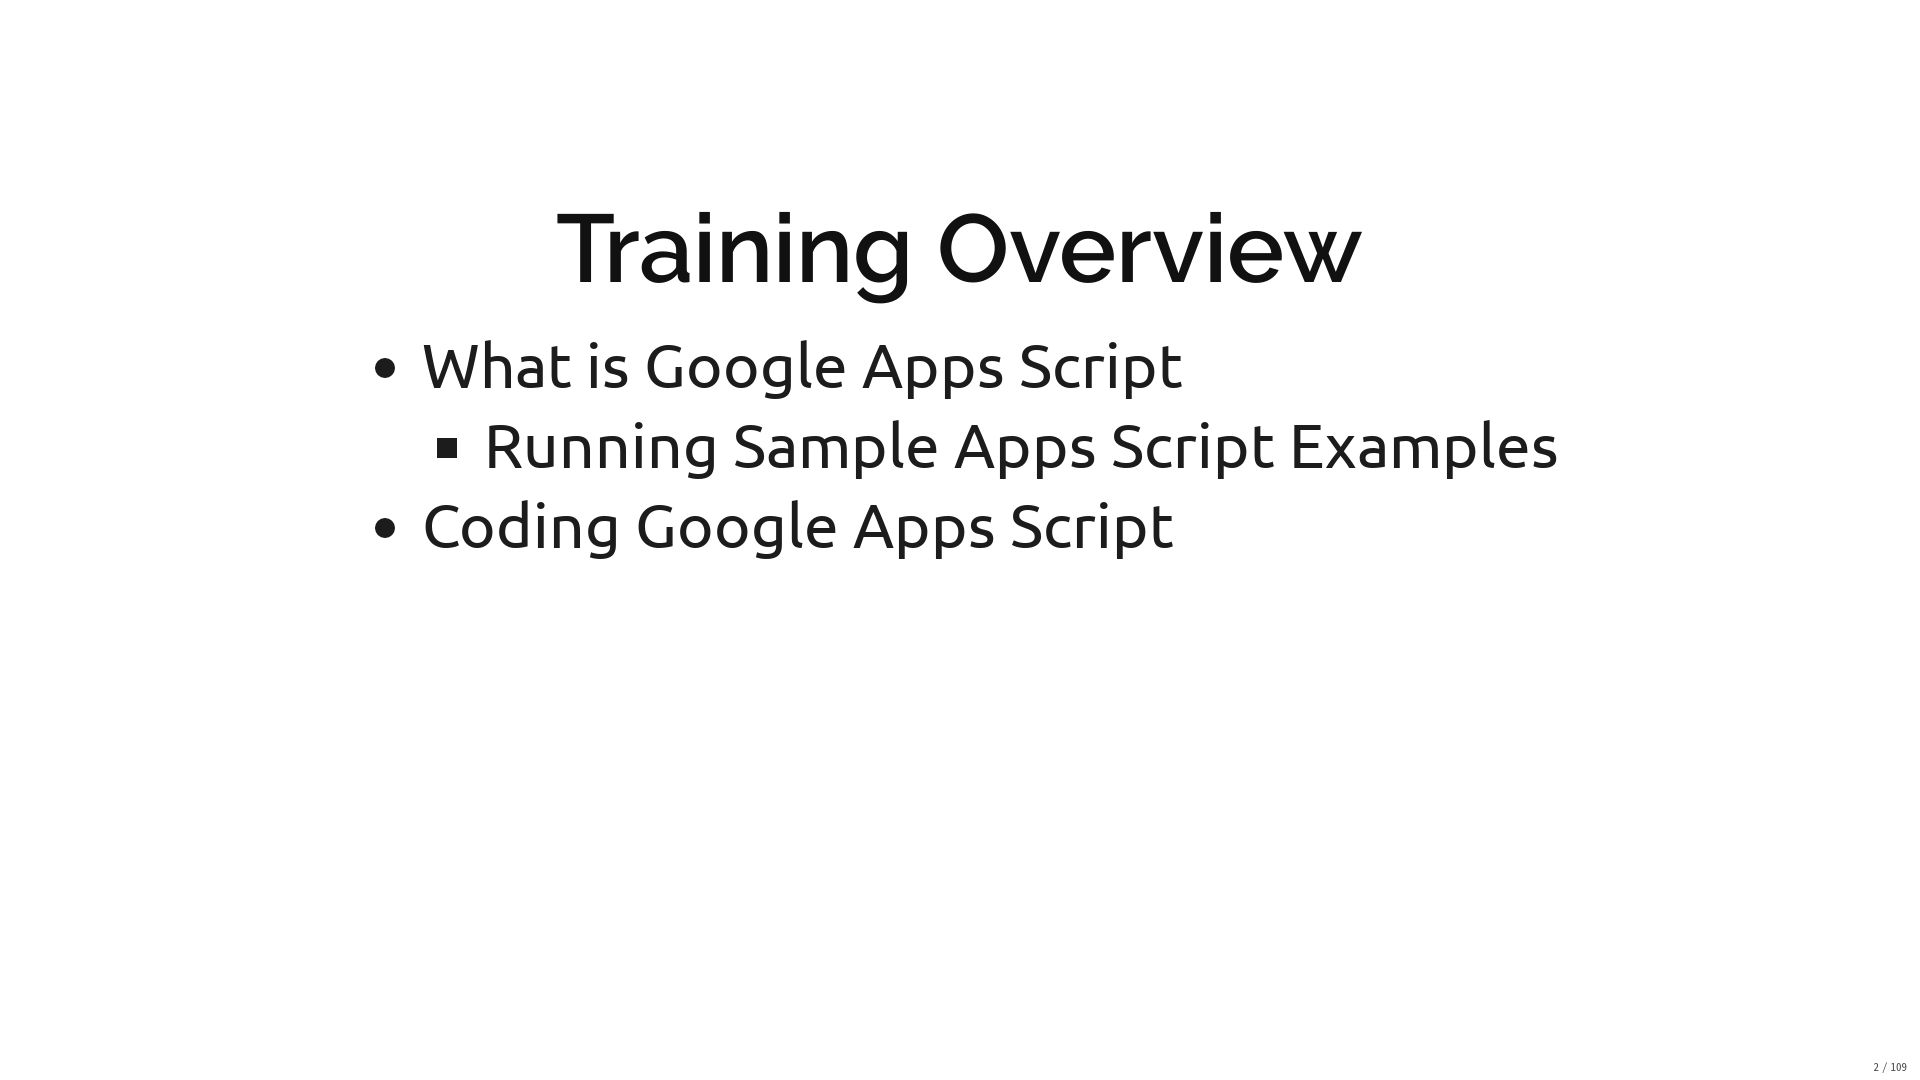 Training Overview
What is Google Apps Script
Running Sample Apps Script Examples
Coding Google Apps Script
2 / 109